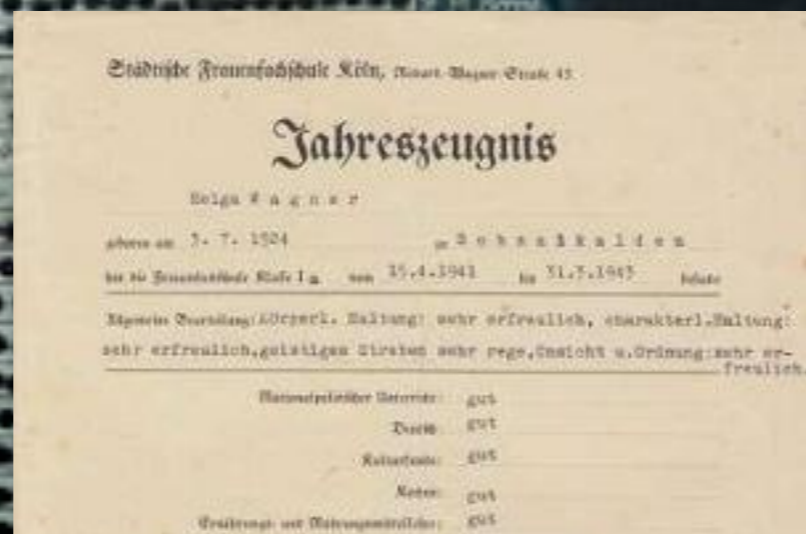 Städtische Frauenfachschule Köln, Richard-Wagner-Straße 43
Jahreszeugnis
Helga Wagner
geboren am 3. 7. 1924 in Schmalkalden
hat die Frauenfachschule Klasse I a vom 15.4.1941 bis 31.3.1943 besucht
Allgemeine Beurteilung: Körperl. Haltung: sehr erfreulich, charakterl.Haltung:
sehr erfreulich,geistiges Streben sehr rege,Umsicht u.Ordnung:sehr er-
freulich.
Nationalpolitischer Unterricht: gut
Deutsch: gut
Kulturkunde: gut
Kochen: gut
Ernährungs- und Nahrungsmittellehre: gut